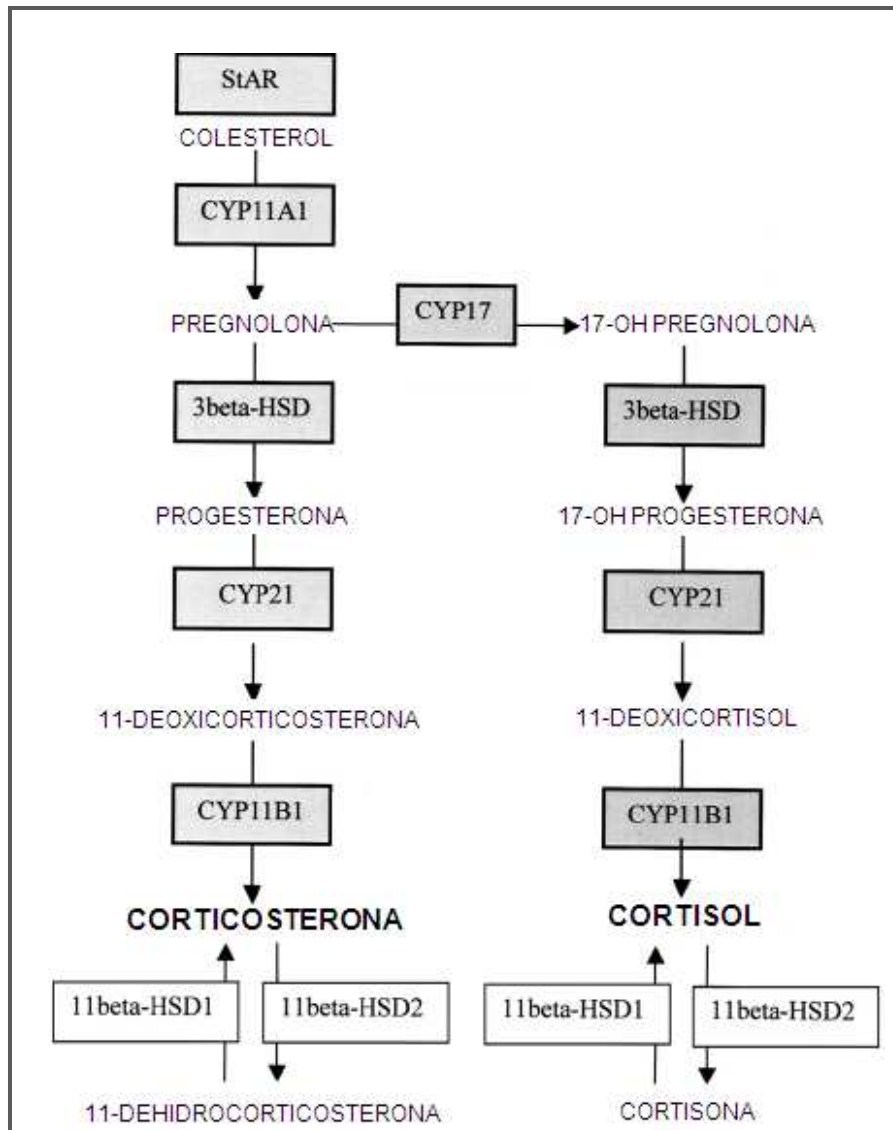 StAR
COLESTEROL
CYP11A1
PREGNOLONA
CYP17
17-OH PREGNOLONA
3beta-HSD
3beta-HSD
PROGESTERONA
17-OH PROGESTERONA
CYP21
CYP21
11-DEOXICORTICOSTERONA
11-DEOXICORTISOL
CYP11B1
CYP11B1
CORTICOSTERONA
CORTISOL
11beta-HSD1
11beta-HSD2
11beta-HSD1
11beta-HSD2
11-DEHIDROCORTICOSTERONA
CORTISONA